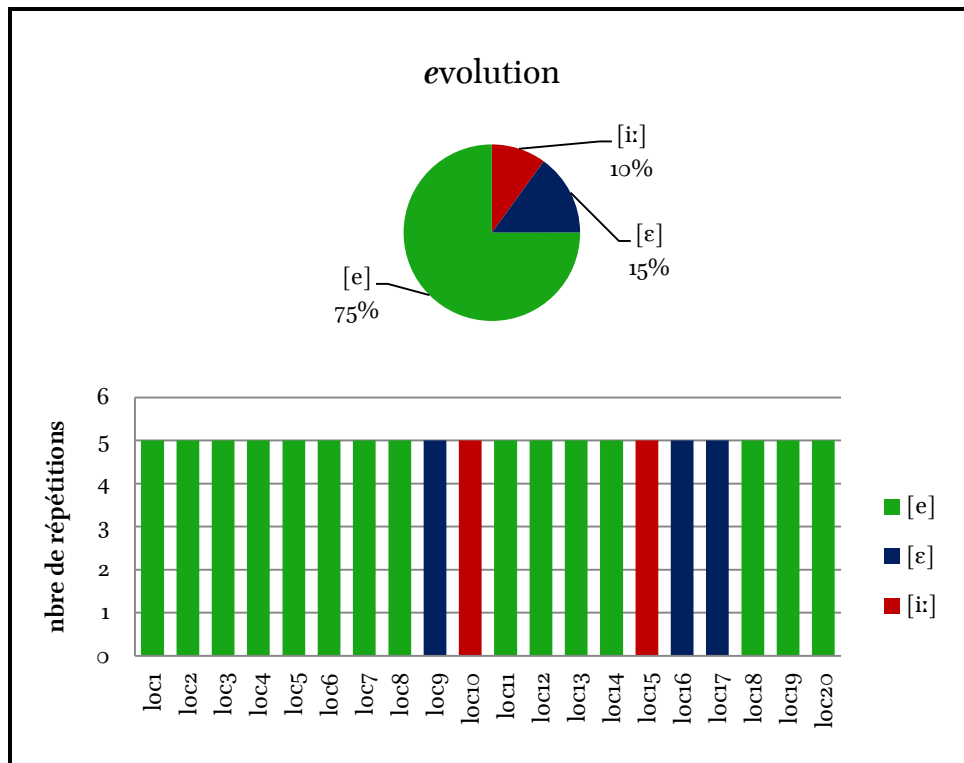 evolution
[iː]
10%
[ɛ]
15%
[e]
75%
nbre de répétitions
6
5
4
3
2
1
0
loc1 loc2 loc3 loc4 loc5 loc6 loc7 loc8 loc9 loc10 loc11 loc12 loc13 loc14 loc15 loc16 loc17 loc18 loc19 loc20
[e]
[ɛ]
[iː]